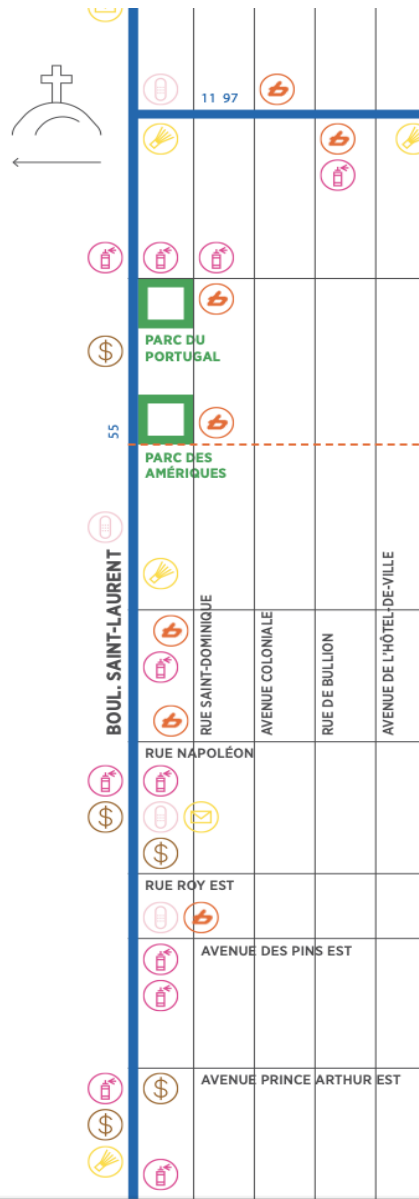 11 97
PARC DU
PORTUGAL
$
55
PARC DES
AMÉRIQUES
BOUL. SAINT-LAURENT
RUE SAINT-DOMINIQUE
AVENUE COLONIALE
RUE DE BULLION
AVENUE DE L'HÔTEL-DE-VILLE
RUE NAPOLÉON
$
$
RUE ROY EST
AVENUE DES PINS EST
AVENUE PRINCE ARTHUR EST
$
$